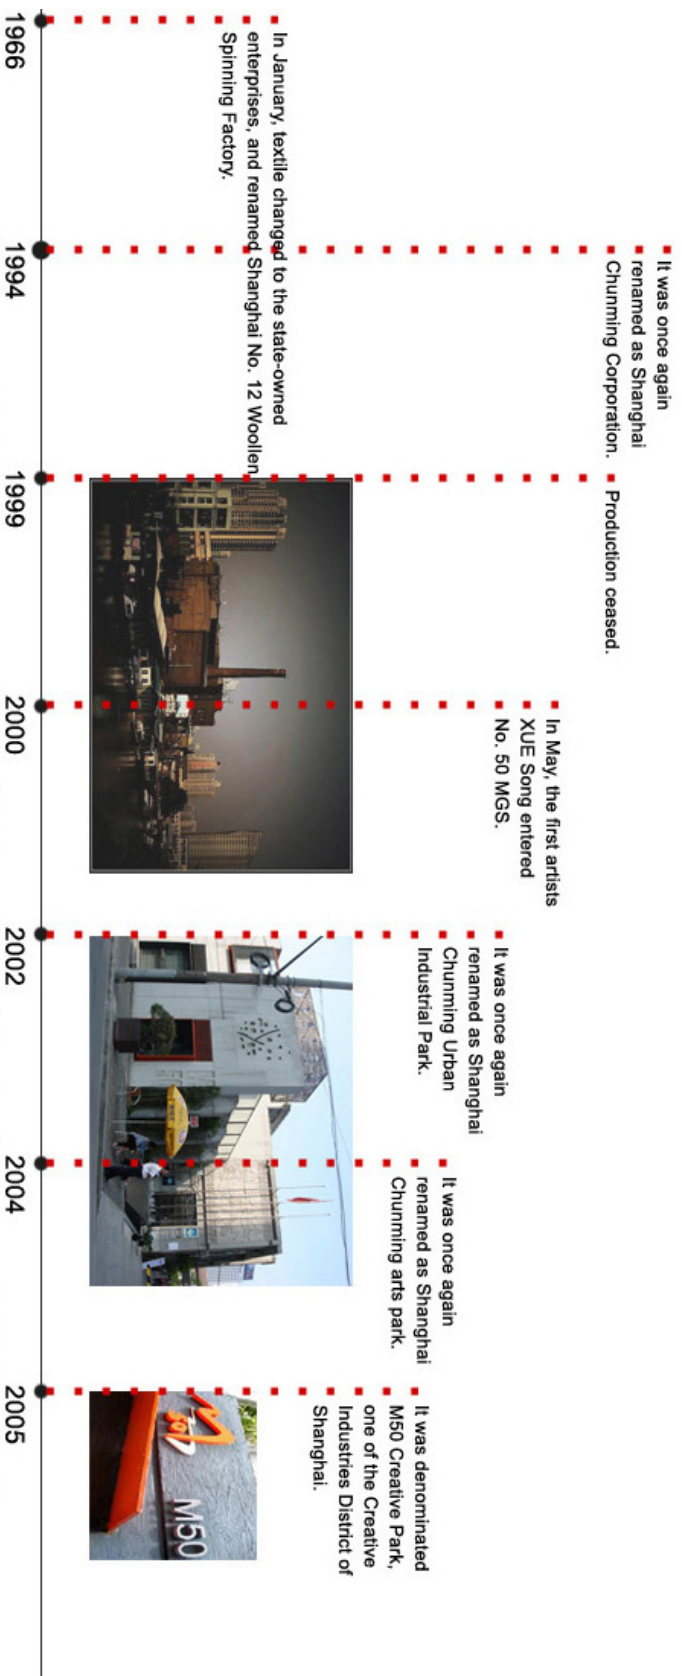 1966
In January, textile changed to the state-owned
enterprises, and renamed Shanghai No. 12 Woollen
Spinning Factory.
1994
It was once again
renamed as Shanghai
Chunming Corporation.
1999
Production ceased.
2000
In May, the first artists
XUE Song entered
No. 50 MGS.
2002
It was once again
renamed as Shanghai
Chunming Urban
Industrial Park.
2004
It was once again
renamed as Shanghai
Chunming arts park.
2005
It was denominated
M50 Creative Park,
one of the Creative
Industries District of
Shanghai.
M50